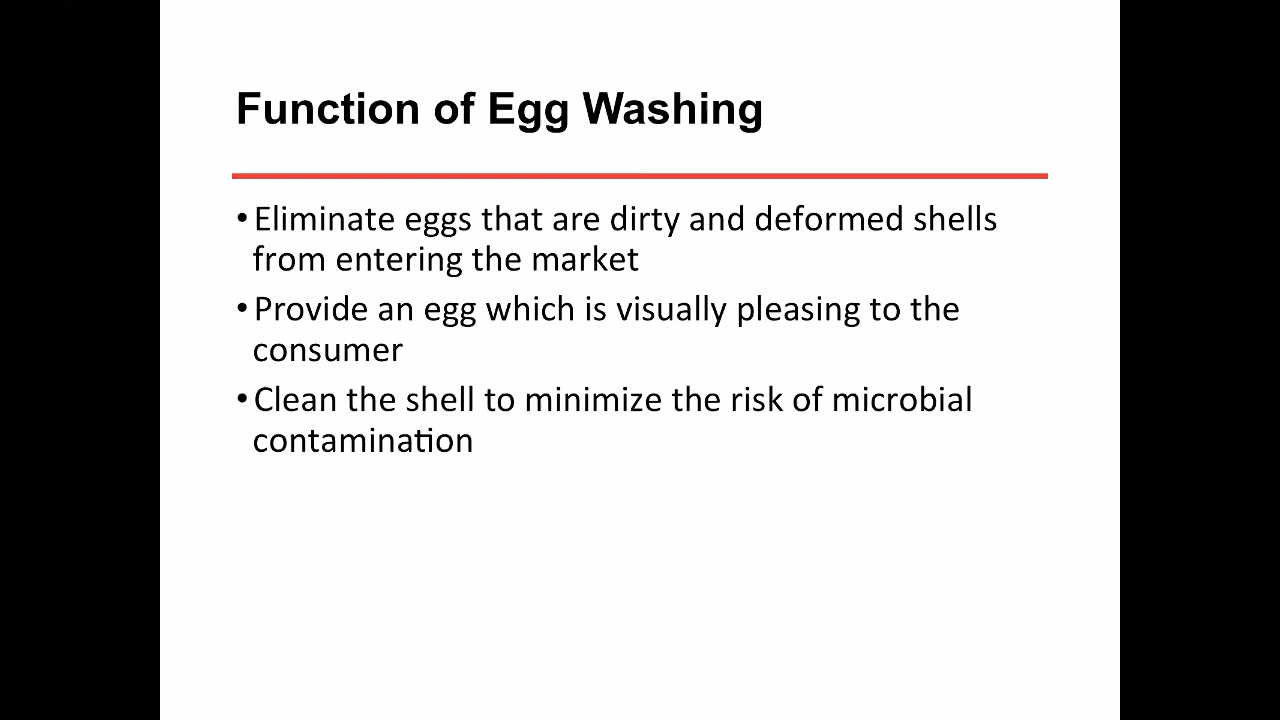 Function of Egg Washing
•Eliminate eggs that are dirty and deformed shells
from entering the market
•Provide an egg which is visually pleasing to the
consumer
•Clean the shell to minimize the risk of microbial
contamination